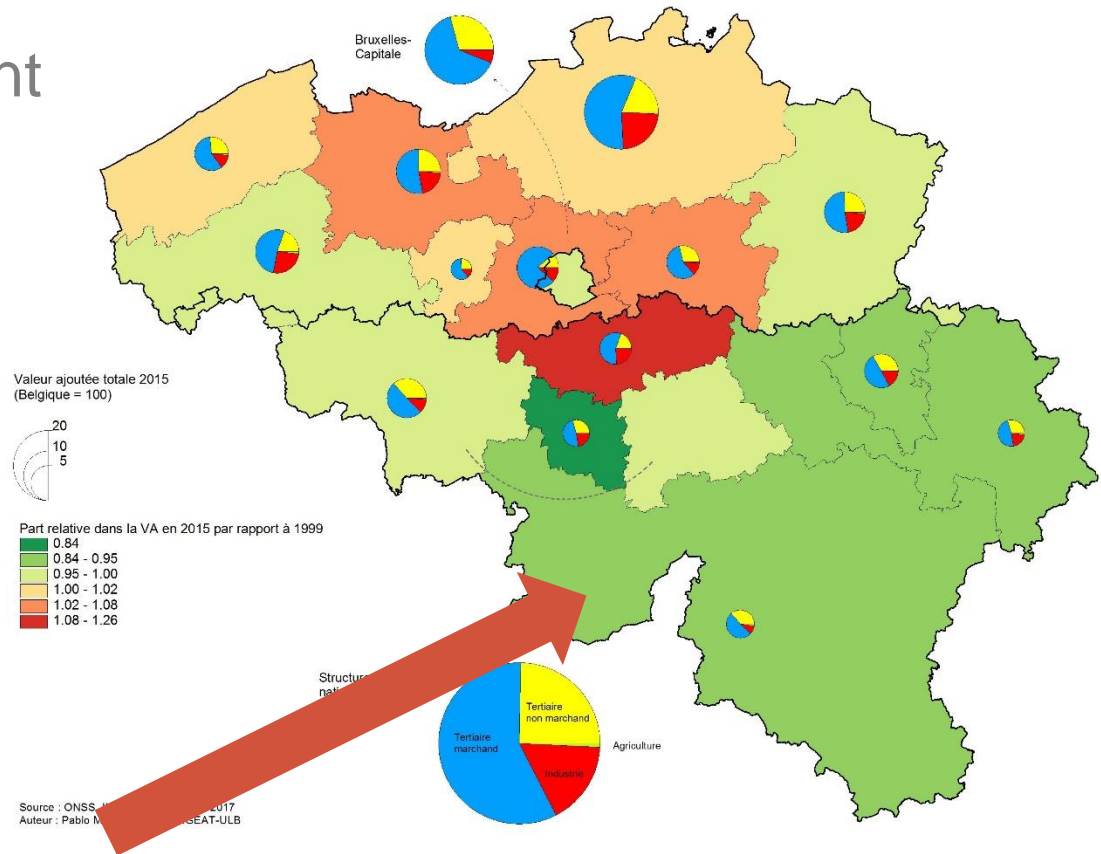 nt
Bruxelles-
Capitale
Valeur ajoutée totale 2015
(Belgique = 100)
20
10
5
Part relative dans la VA en 2015 par rapport à 1999
0.84
0.84 - 0.95
0.95 - 1.00
1.00 - 1.02
1.02 - 1.08
1.08 - 1.26
Structure
Tertiaire
non marchand
Tertiaire
marchand
Agriculture
Industrie
Source : ONSS, 2017
Auteur : Pablo IGEAT-ULB